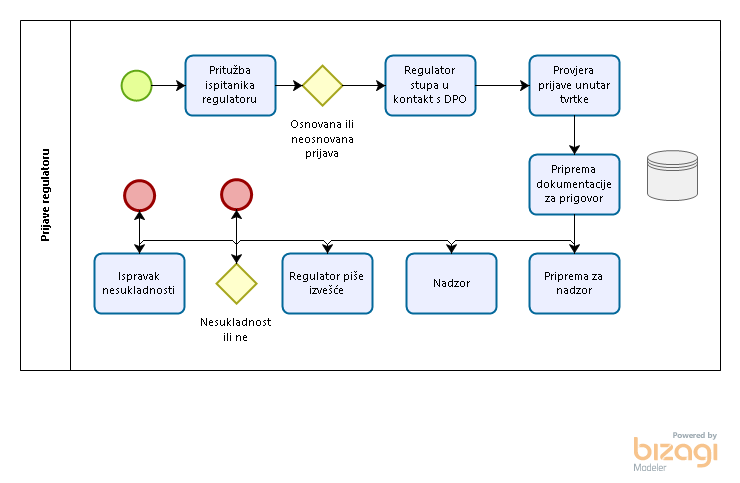 Prijave regulatoru
Pritužba
ispitanika
regulatoru
Osnovana ili
neosnovana
prijava
Regulator
stupa u
kontakt s DPO
Provjera
prijave unutar
tvrtke
Priprema
dokumentacije
za prigovor
Ispravak
nesukladnosti
Nesukladnost
ili ne
Regulator piše
izvešće
Nadzor
Priprema za
nadzor
Powered by
bizagi
Modeler